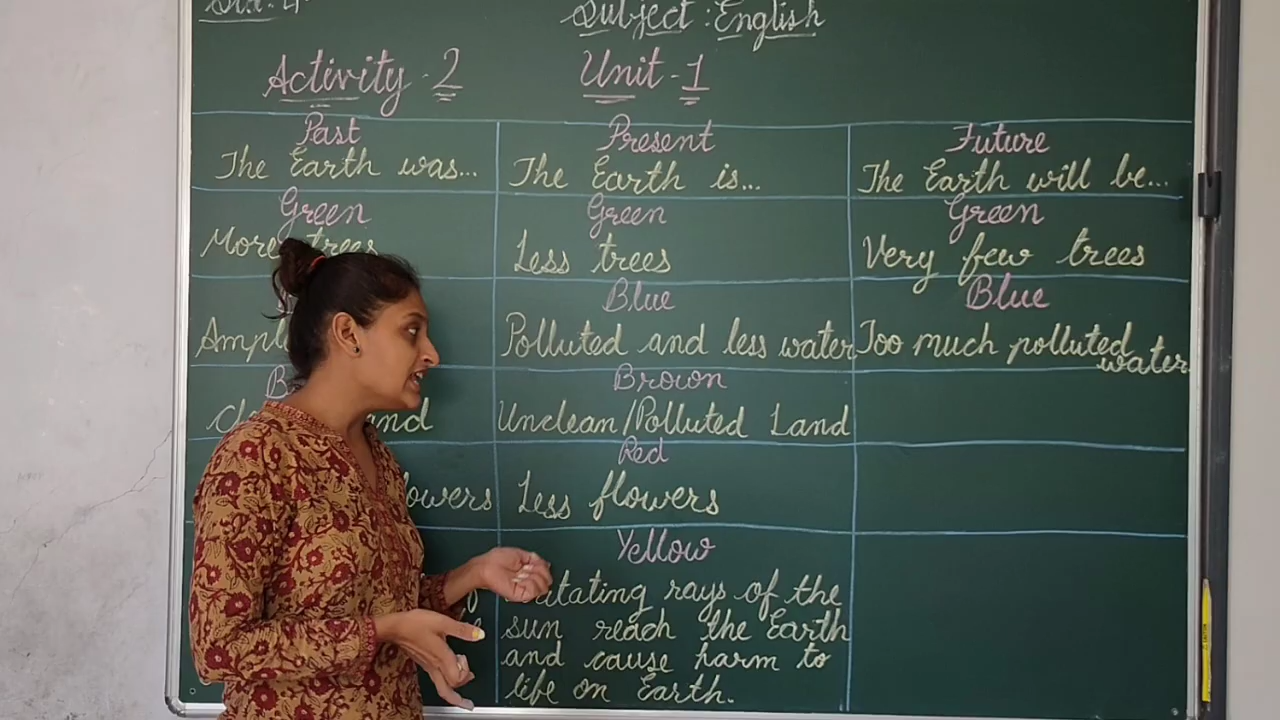 Subject : English
Activity - 2 Unit - 1
Past Present Future
The Earth was... The Earth is... The Earth will be...
Green Green Green
More trees Less trees Very few trees
Blue Blue
Polluted and less water Too much polluted water
Brown
and Unclean/Polluted Land
Red
Less flowers
Yellow
rays of the
sun reach the Earth
and cause harm to
life on Earth.